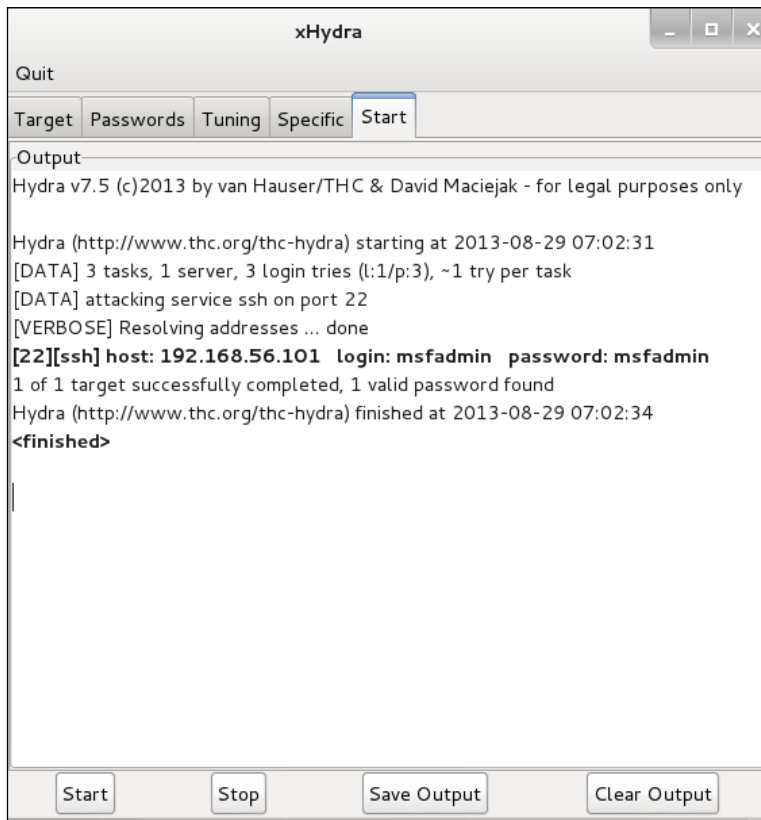 xHydra
Quit
Target Passwords Tuning Specific Start
Output
Hydra v7.5 (c)2013 by van Hauser/THC & David Maciejak - for legal purposes only
Hydra (http://www.thc.org/thc-hydra) starting at 2013-08-29 07:02:31
[DATA] 3 tasks, 1 server, 3 login tries (l:1/p:3), ~1 try per task
[DATA] attacking service ssh on port 22
[VERBOSE] Resolving addresses ... done
[22][ssh] host: 192.168.56.101 login: msfadmin password: msfadmin
1 of 1 target successfully completed, 1 valid password found
Hydra (http://www.thc.org/thc-hydra) finished at 2013-08-29 07:02:34
<finished>
Start Stop Save Output Clear Output